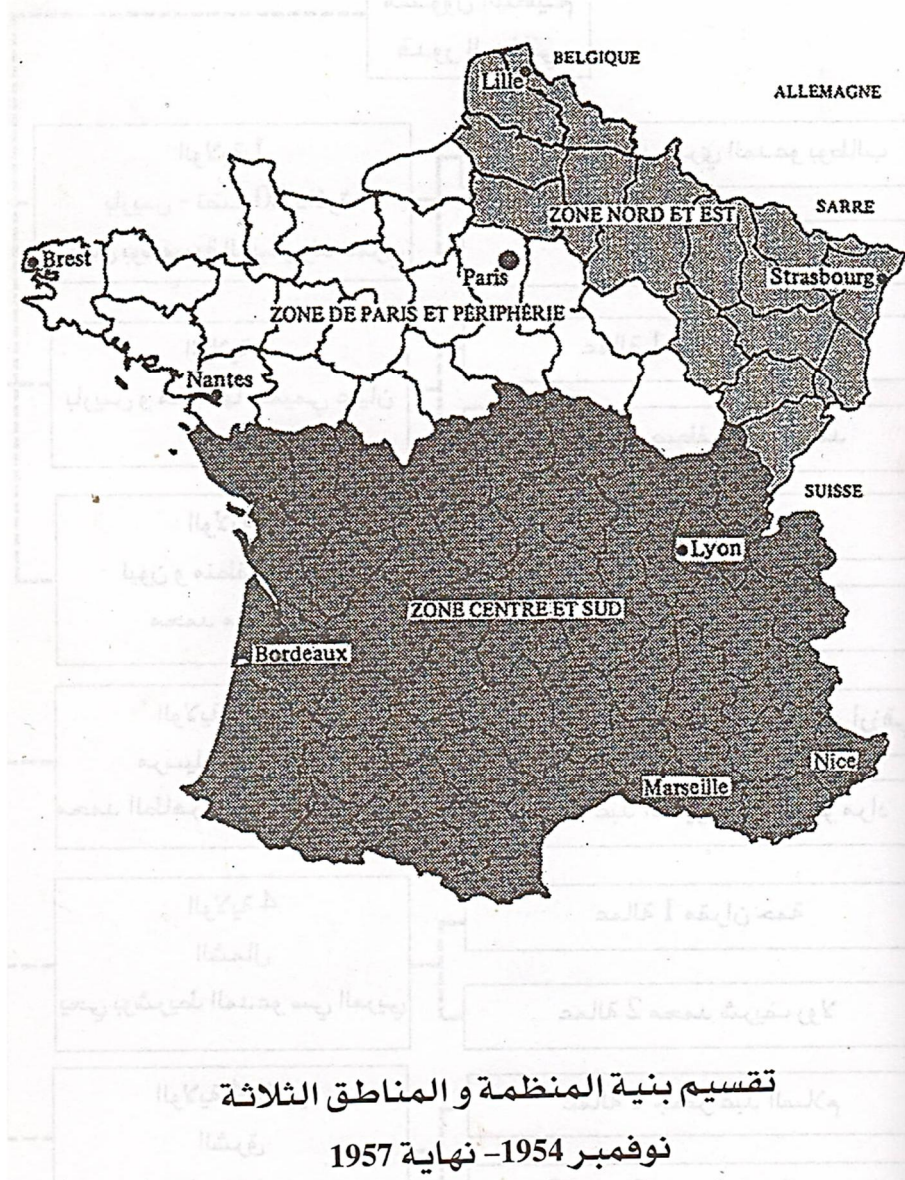 BELGIQUE
Lille
ALLEMAGNE
ZONE NORD ET EST
SARRE
Brest
Paris
Strasbourg
ZONE DE PARIS ET PÉRIPHÉRIE
Nantes
SUISSE
Lyon
ZONE CENTRE ET SUD
Bordeaux
Nice
Marseille
تقسيم بنية المنظمة و المناطق الثلاثة
نوفمبر 1954- نهاية 1957